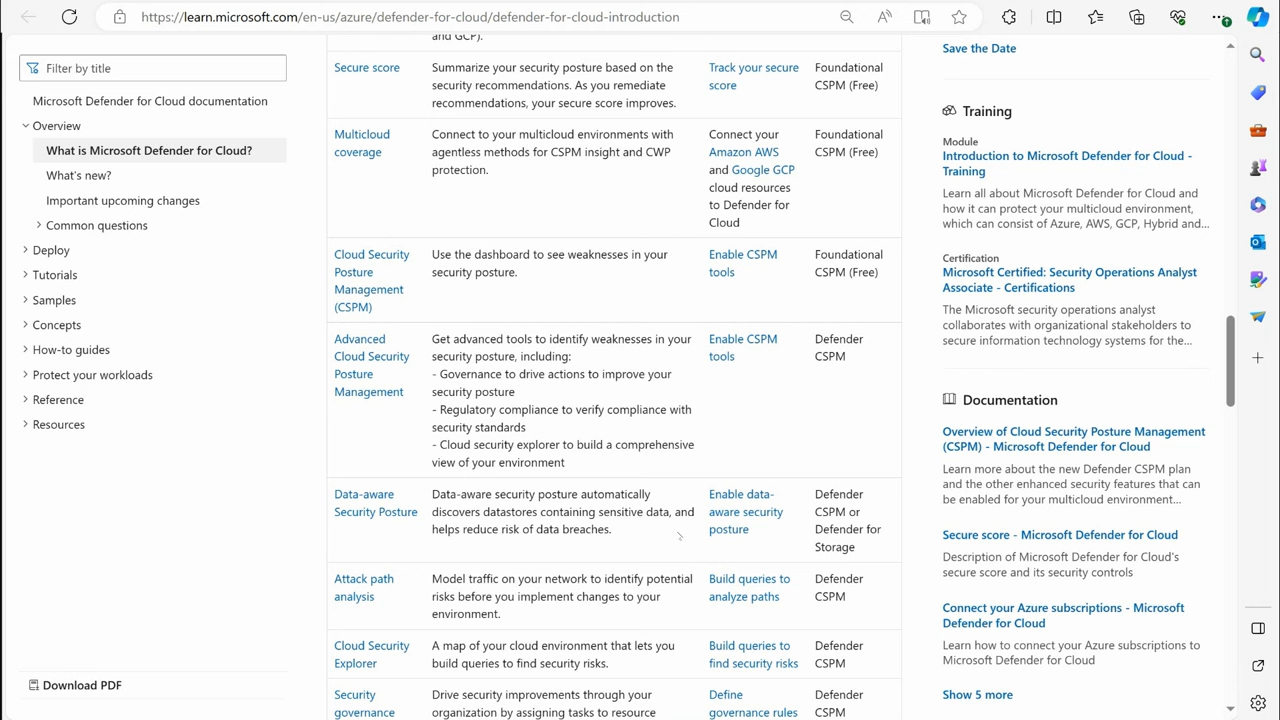 https://learn.microsoft.com/en-us/azure/defender-for-cloud/defender-for-cloud-introduction
Filter by title
Microsoft Defender for Cloud documentation
Overview
What is Microsoft Defender for Cloud?
What's new?
Important upcoming changes
Common questions
Deploy
Tutorials
Samples
Concepts
How-to guides
Protect your workloads
Reference
Resources
Download PDF
and GCP).
Secure score
Summarize your security posture based on the
security recommendations. As you remediate
recommendations, your secure score improves.
Track your secure
score
Foundational
CSPM (Free)
Multicloud
coverage
Connect to your multicloud environments with
agentless methods for CSPM insight and CWP
protection.
Connect your
Amazon AWS
and Google GCP
cloud resources
to Defender for
Cloud
Foundational
CSPM (Free)
Cloud Security
Posture
Management
(CSPM)
Use the dashboard to see weaknesses in your
security posture.
Enable CSPM
tools
Foundational
CSPM (Free)
Advanced
Cloud Security
Posture
Management
Get advanced tools to identify weaknesses in your
security posture, including:
- Governance to drive actions to improve your
security posture
- Regulatory compliance to verify compliance with
security standards
- Cloud security explorer to build a comprehensive
view of your environment
Enable CSPM
tools
Defender
CSPM
Data-aware
Security Posture
Data-aware security posture automatically
discovers datastores containing sensitive data, and
helps reduce risk of data breaches.
Enable data-
aware security
posture
Defender
CSPM or
Defender for
Storage
Attack path
analysis
Model traffic on your network to identify potential
risks before you implement changes to your
environment.
Build queries to
analyze paths
Defender
CSPM
Cloud Security
Explorer
A map of your cloud environment that lets you
build queries to find security risks.
Build queries to
find security risks
Defender
CSPM
Security
governance
Drive security improvements through your
organization by assigning tasks to resource
Define
governance rules
Defender
CSPM
Save the Date
Training
Module
Introduction to Microsoft Defender for Cloud -
Training
Learn all about Microsoft Defender for Cloud and
how it can protect your multicloud environment,
which can consist of Azure, AWS, GCP, Hybrid and...
Certification
Microsoft Certified: Security Operations Analyst
Associate - Certifications
The Microsoft security operations analyst
collaborates with organizational stakeholders to
secure information technology systems for the...
Documentation
Overview of Cloud Security Posture Management
(CSPM) - Microsoft Defender for Cloud
Learn more about the new Defender CSPM plan
and the other enhanced security features that can
be enabled for your multicloud environment...
Secure score - Microsoft Defender for Cloud
Description of Microsoft Defender for Cloud's
secure score and its security controls
Connect your Azure subscriptions - Microsoft
Defender for Cloud
Learn how to connect your Azure subscriptions to
Microsoft Defender for Cloud
Show 5 more